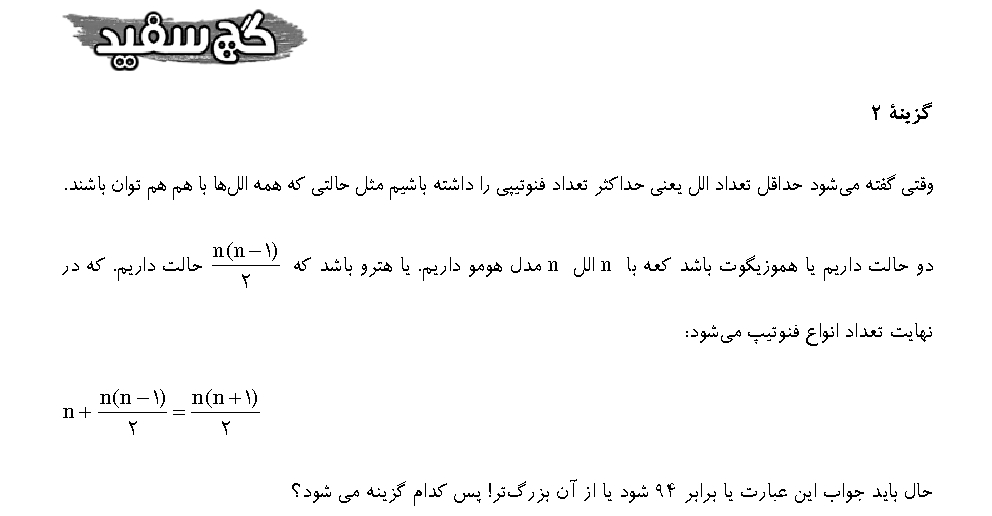 گچ سفید
گزینهٔ ۲
وقتی گفته می‌شود حداقل تعداد الل یعنی حداکثر تعداد فنوتیپی را داشته باشیم مثل حالتی که همه الل‌ها با هم هم توان باشند.
دو حالت داریم یا هموزیگوت باشد کعه با n الل n مدل هومو داریم. یا هترو باشد که n(n−۱)/۲ حالت داریم. که در
نهایت تعداد انواع فنوتیپ می‌شود:
n + n(n−۱)/۲ = n(n+۱)/۲
حال باید جواب این عبارت یا برابر ۹۴ شود یا از آن بزرگ‌تر! پس کدام گزینه می شود؟